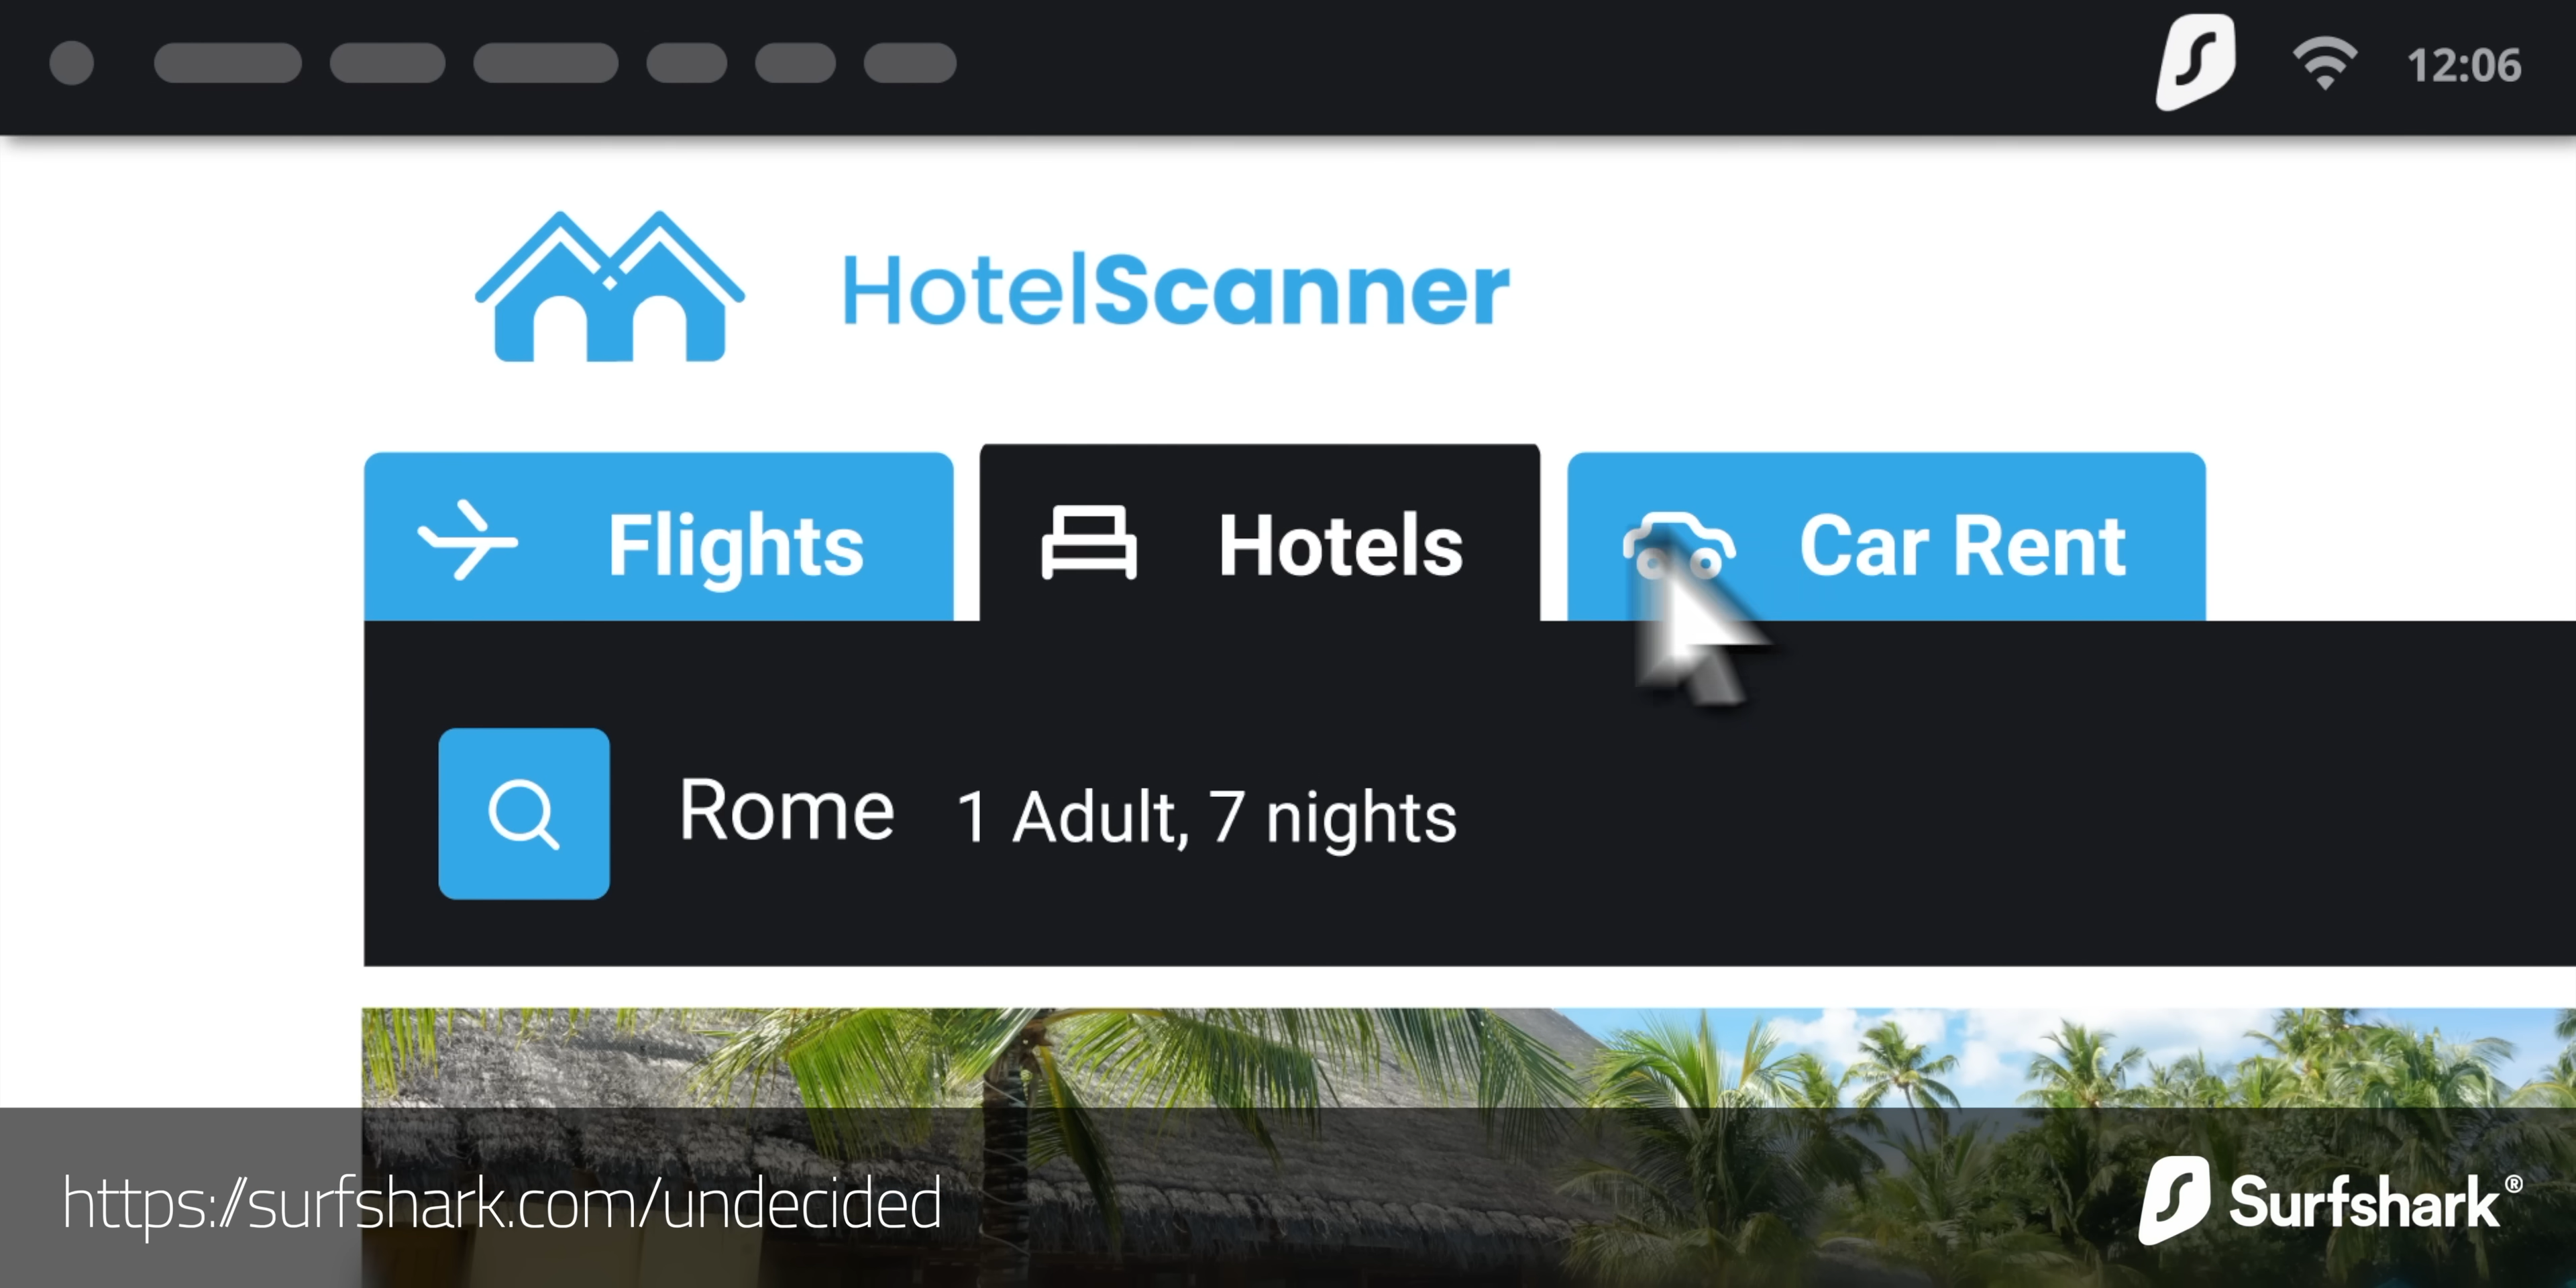 12:06
HotelScanner
Flights
Hotels
Car Rent
Rome 1 Adult, 7 nights
https://surfshark.com/undecided
Surfshark®